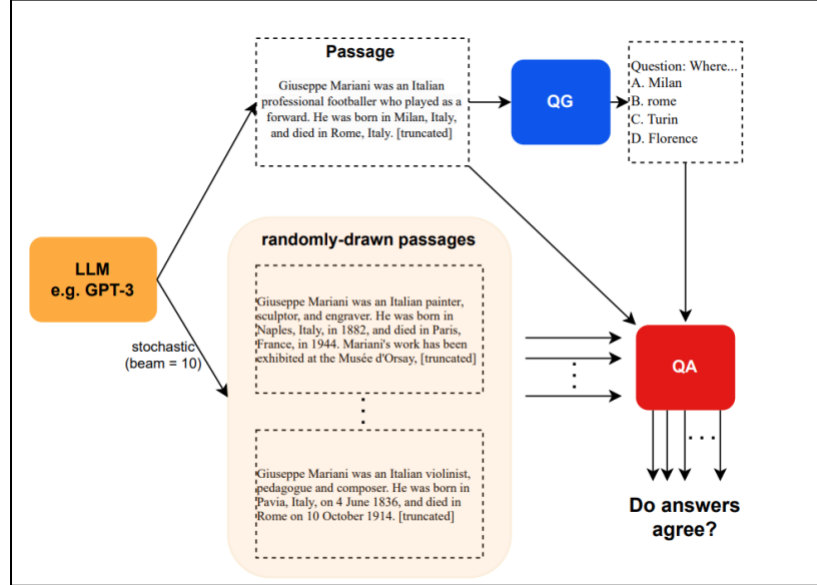 Passage
Giuseppe Mariani was an Italian
professional footballer who played as a
forward. He was born in Milan, Italy,
and died in Rome, Italy. [truncated]
QG
Question: Where...
A. Milan
B. rome
C. Turin
D. Florence
LLM
e.g. GPT-3
stochastic
(beam = 10)
randomly-drawn passages
Giuseppe Mariani was an Italian painter,
sculptor, and engraver. He was born in
Naples, Italy, in 1882, and died in Paris,
France, in 1944. Mariani's work has been
exhibited at the Musée d'Orsay, [truncated]
Giuseppe Mariani was an Italian violinist,
pedagogue and composer. He was born in
Pavia, Italy, on 4 June 1836, and died in
Rome on 10 October 1914. [truncated]
QA
Do answers
agree?